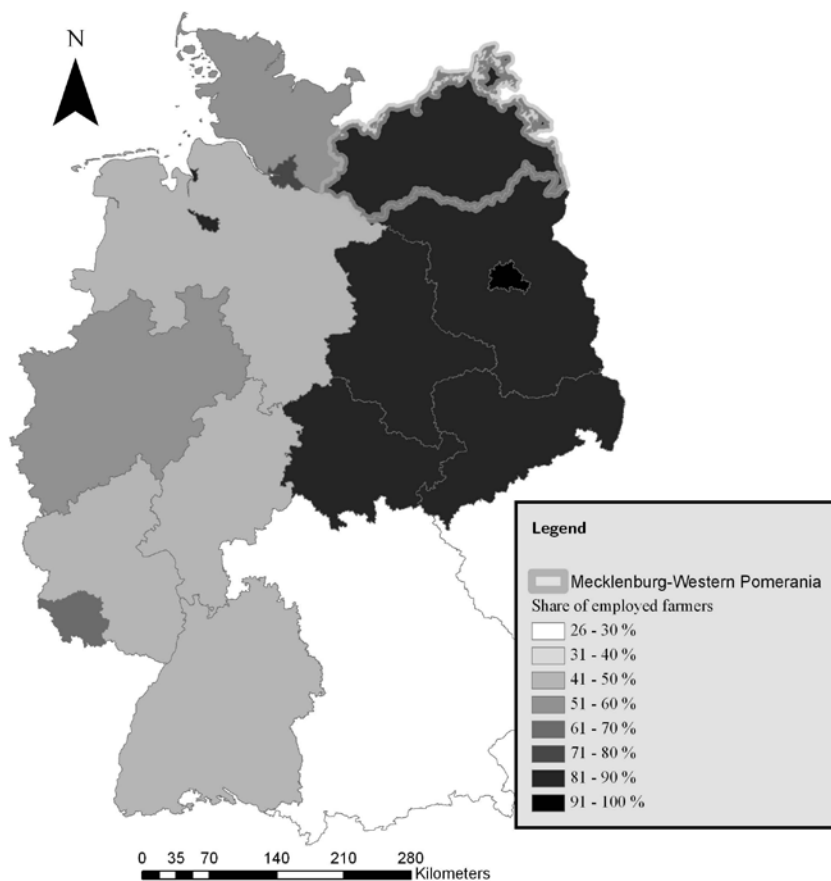 N
Legend
Mecklenburg-Western Pomerania
Share of employed farmers
26 - 30 %
31 - 40 %
41 - 50 %
51 - 60 %
61 - 70 %
71 - 80 %
81 - 90 %
91 - 100 %
0 35 70 140 210 280
Kilometers